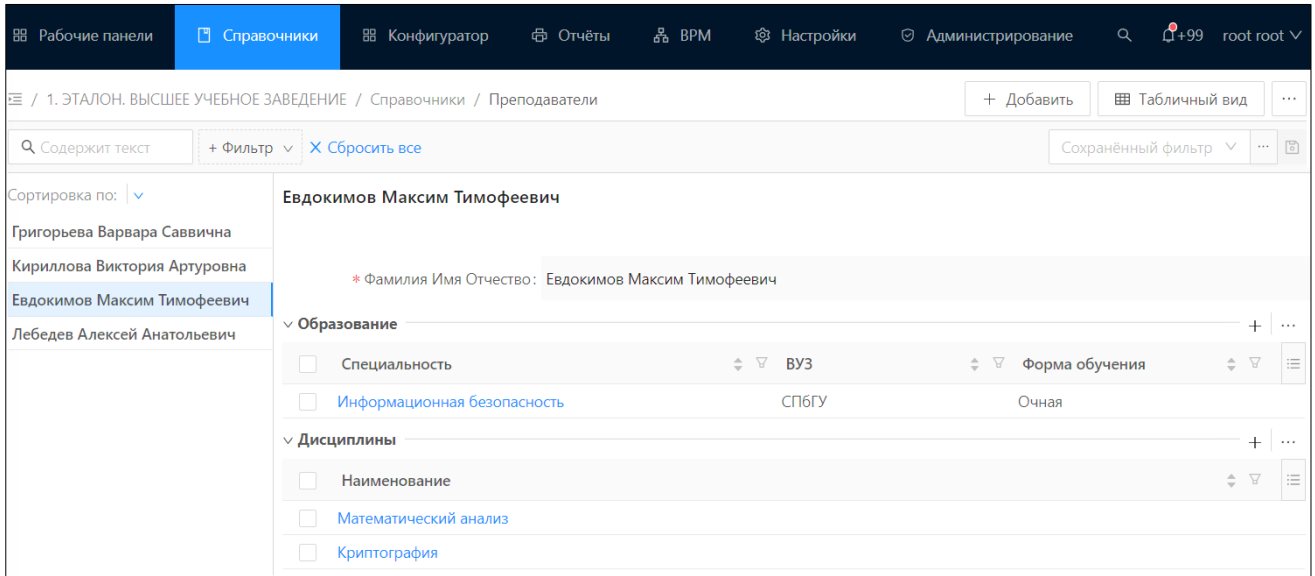 Рабочие панели Справочники Конфигуратор Отчёты BPM Настройки Администрирование +99 root root
/ 1. ЭТАЛОН. ВЫСШЕЕ УЧЕБНОЕ ЗАВЕДЕНИЕ / Справочники / Преподаватели + Добавить Табличный вид ...
Содержит текст + Фильтр Сбросить все Сохранённый фильтр ...
Сортировка по:
Григорьева Варвара Саввична
Кириллова Виктория Артуровна
Евдокимов Максим Тимофеевич
Лебедев Алексей Анатольевич
Евдокимов Максим Тимофеевич
* Фамилия Имя Отчество: Евдокимов Максим Тимофеевич
Образование + ...
Специальность ВУЗ Форма обучения
Информационная безопасность СПбГУ Очная
Дисциплины + ...
Наименование
Математический анализ
Криптография